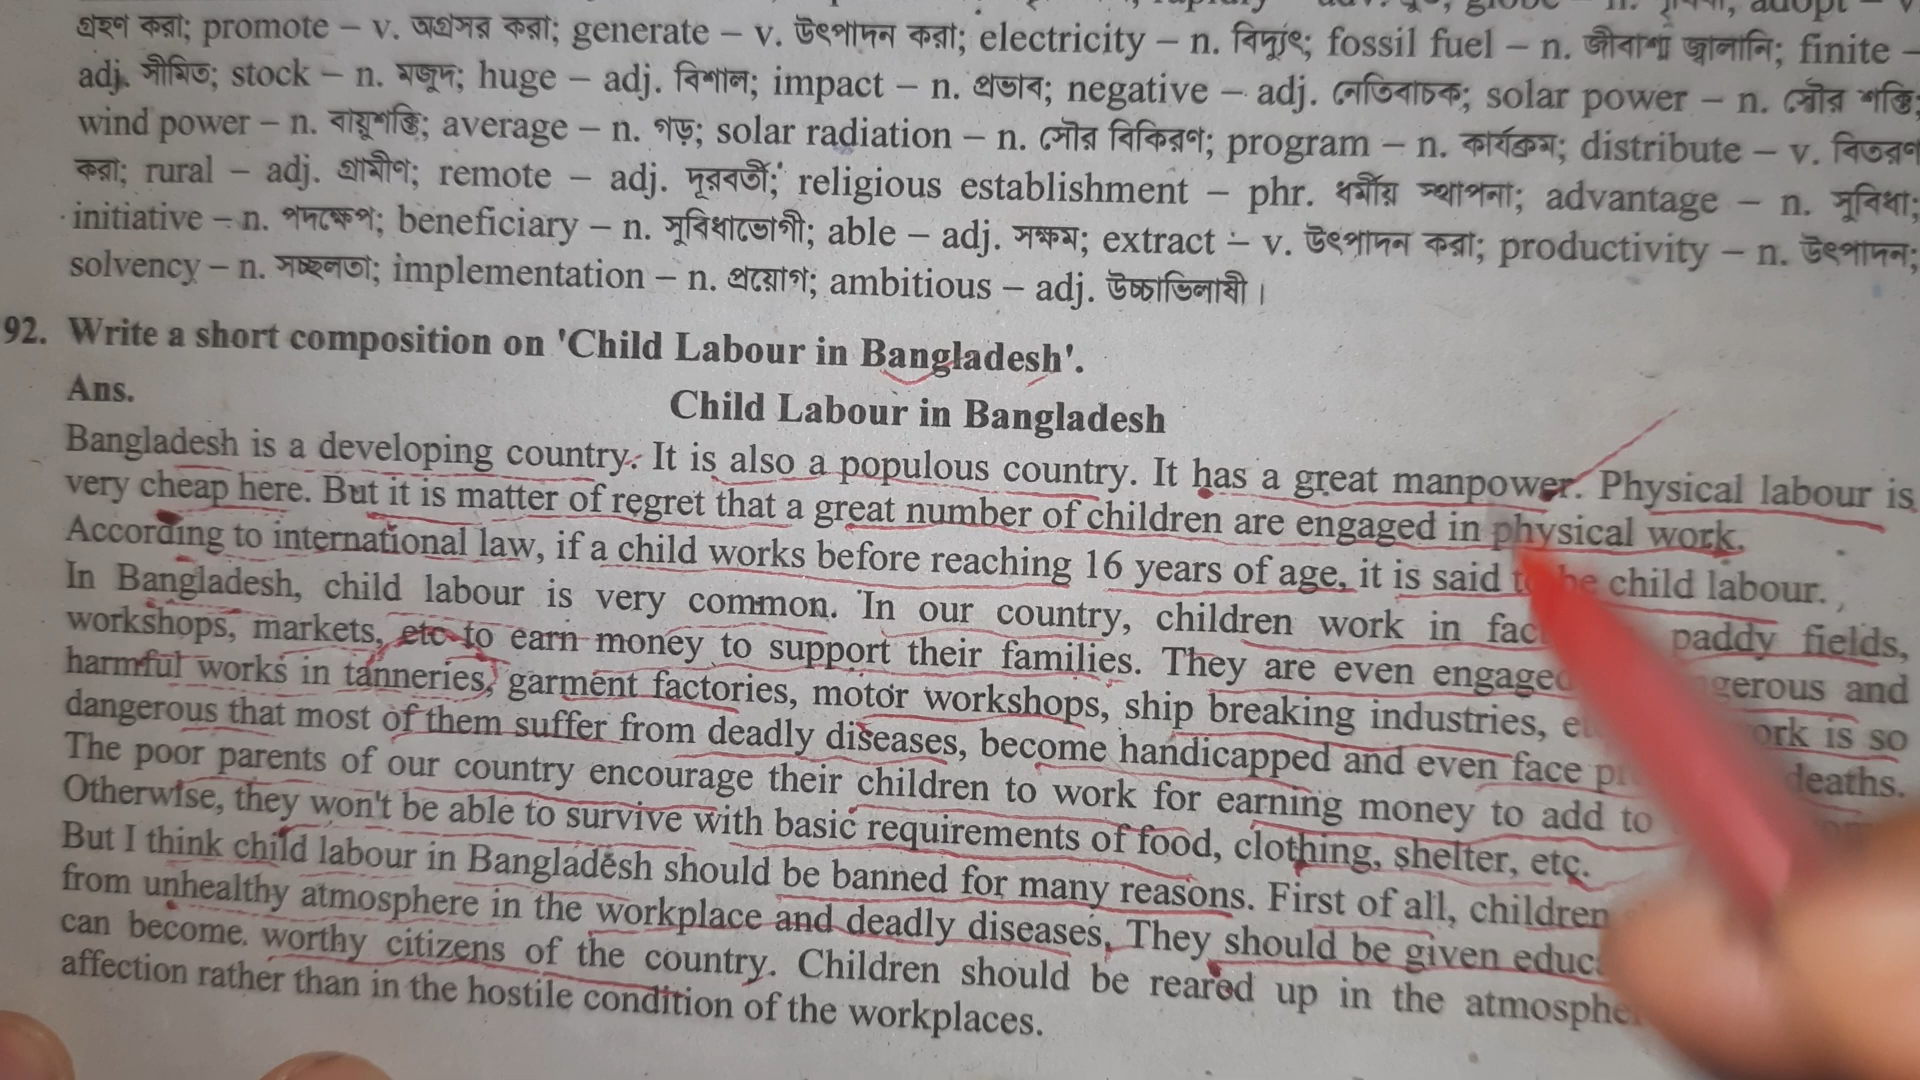 গ্রহণ করা; promote – v. অগ্রসর করা; generate – v. উৎপাদন করা; electricity – n. বিদ্যুৎ; fossil fuel – n. জীবাশ্ম জ্বালানি; finite –
adj. সীমিত; stock – n. মজুদ; huge – adj. বিশাল; impact – n. প্রভাব; negative – adj. নেতিবাচক; solar power – n. সৌর শক্তি;
wind power – n. বায়ুশক্তি; average – n. গড়; solar radiation – n. সৌর বিকিরণ; program – n. কার্যক্রম; distribute – v. বিতরণ
করা; rural – adj. গ্রামীণ; remote – adj. দূরবর্তী; religious establishment – phr. ধর্মীয় স্থাপনা; advantage – n. সুবিধা;
initiative – n. পদক্ষেপ; beneficiary – n. সুবিধাভোগী; able – adj. সক্ষম; extract – v. উৎপাদন করা; productivity – n. উৎপাদন;
solvency – n. সচ্ছলতা; implementation – n. প্রয়োগ; ambitious – adj. উচ্চাভিলাষী।
92. Write a short composition on 'Child Labour in Bangladesh'.
Ans.
Child Labour in Bangladesh
Bangladesh is a developing country. It is also a populous country. It has a great manpower. Physical labour is
very cheap here. But it is matter of regret that a great number of children are engaged in physical work.
According to international law, if a child works before reaching 16 years of age, it is said to be child labour.
In Bangladesh, child labour is very common. In our country, children work in paddy fields,
workshops, markets, etc to earn money to support their families. They are even engaged and
harmful works in tanneries, garment factories, motor workshops, ship breaking industries, is so
dangerous that most of them suffer from deadly diseases, become handicapped and even face deaths.
The poor parents of our country encourage their children to work for earning money to add to
Otherwise, they won't be able to survive with basic requirements of food, clothing, shelter, etc.
But I think child labour in Bangladesh should be banned for many reasons. First of all, children
from unhealthy atmosphere in the workplace and deadly diseases, They should be given
can become. worthy citizens of the country. Children should be reared up in the
affection rather than in the hostile condition of the workplaces.